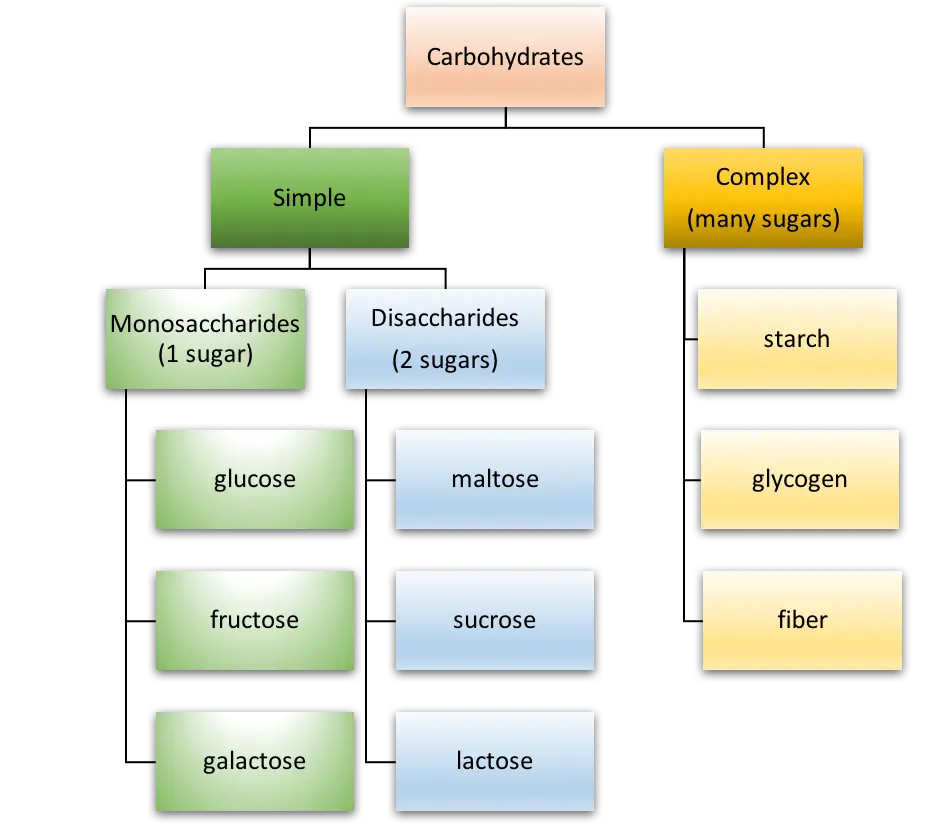 Carbohydrates
Simple
Complex
(many sugars)
Monosaccharides
(1 sugar)
Disaccharides
(2 sugars)
starch
glucose
maltose
glycogen
fructose
sucrose
fiber
galactose
lactose